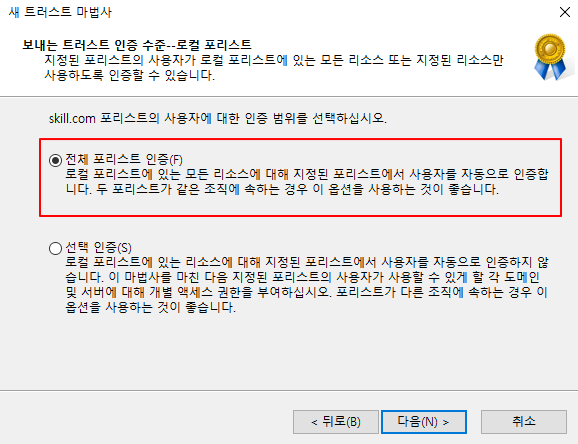 새 트러스트 마법사
보내는 트러스트 인증 수준--로컬 포리스트
지정된 포리스트의 사용자가 로컬 포리스트에 있는 모든 리소스 또는 지정된 리소스만
사용하도록 인증할 수 있습니다.
skill.com 포리스트의 사용자에 대한 인증 범위를 선택하십시오.
전체 포리스트 인증(F)
로컬 포리스트에 있는 모든 리소스에 대해 지정된 포리스트에서 사용자를 자동으로 인증합
니다. 두 포리스트가 같은 조직에 속하는 경우 이 옵션을 사용하는 것이 좋습니다.
선택 인증(S)
로컬 포리스트에 있는 리소스에 대해 지정된 포리스트에서 사용자를 자동으로 인증하지 않
습니다. 이 마법사를 마친 다음 지정된 포리스트의 사용자가 사용할 수 있게 할 각 도메인
및 서버에 대해 개별 액세스 권한을 부여하십시오. 포리스트가 다른 조직에 속하는 경우 이
옵션을 사용하는 것이 좋습니다.
< 뒤로(B)
다음(N) >
취소